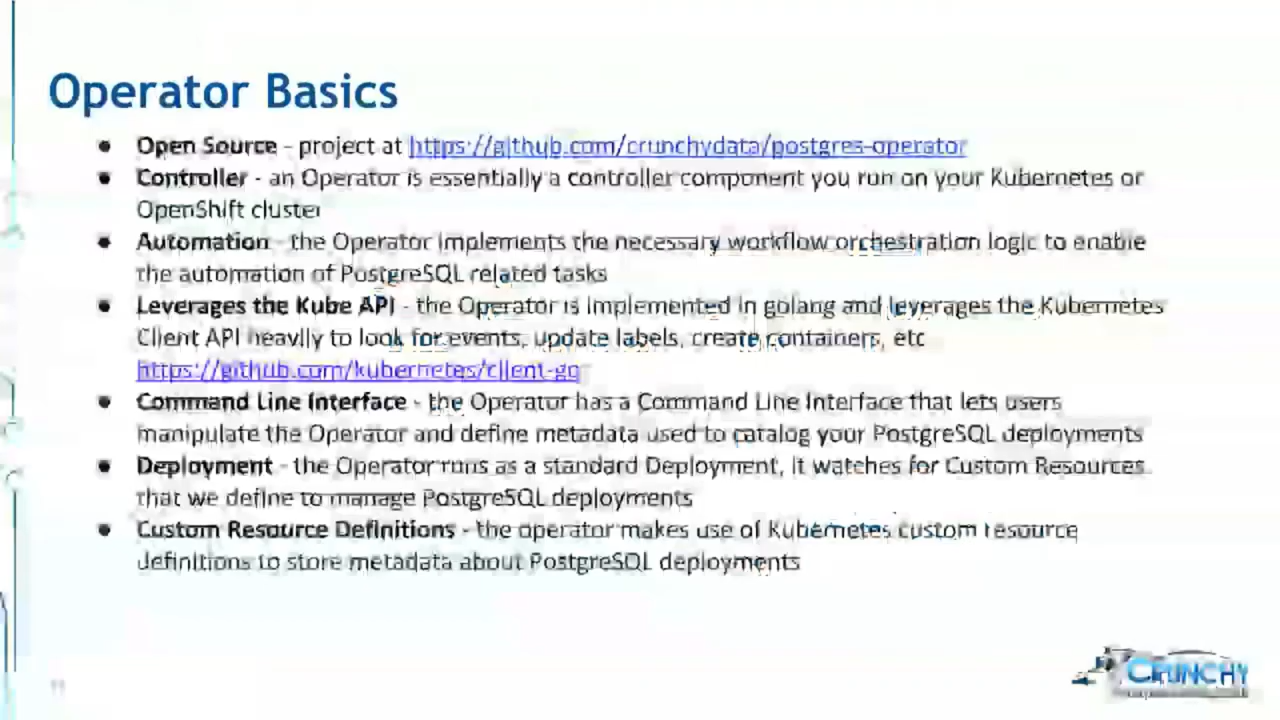 Operator Basics
● Open Source - project at https://github.com/crunchydata/postgres-operator
● Controller - an Operator is essentially a controller component you run on your Kubernetes or
OpenShift cluster
● Automation - the Operator implements the necessary workflow orchestration logic to enable
the automation of PostgreSQL related tasks
● Leverages the Kube API - the Operator is implemented in golang and leverages the Kubernetes
Client API heavily to look for events, update labels, create containers, etc
https://github.com/kubernetes/client-go
● Command Line Interface - the Operator has a Command Line Interface that lets users
manipulate the Operator and define metadata used to catalog your PostgreSQL deployments
● Deployment - the Operator runs as a standard Deployment, it watches for Custom Resources
that we define to manage PostgreSQL deployments
● Custom Resource Definitions - the operator makes use of Kubernetes custom resource
definitions to store metadata about PostgreSQL deployments
CRUNCHY